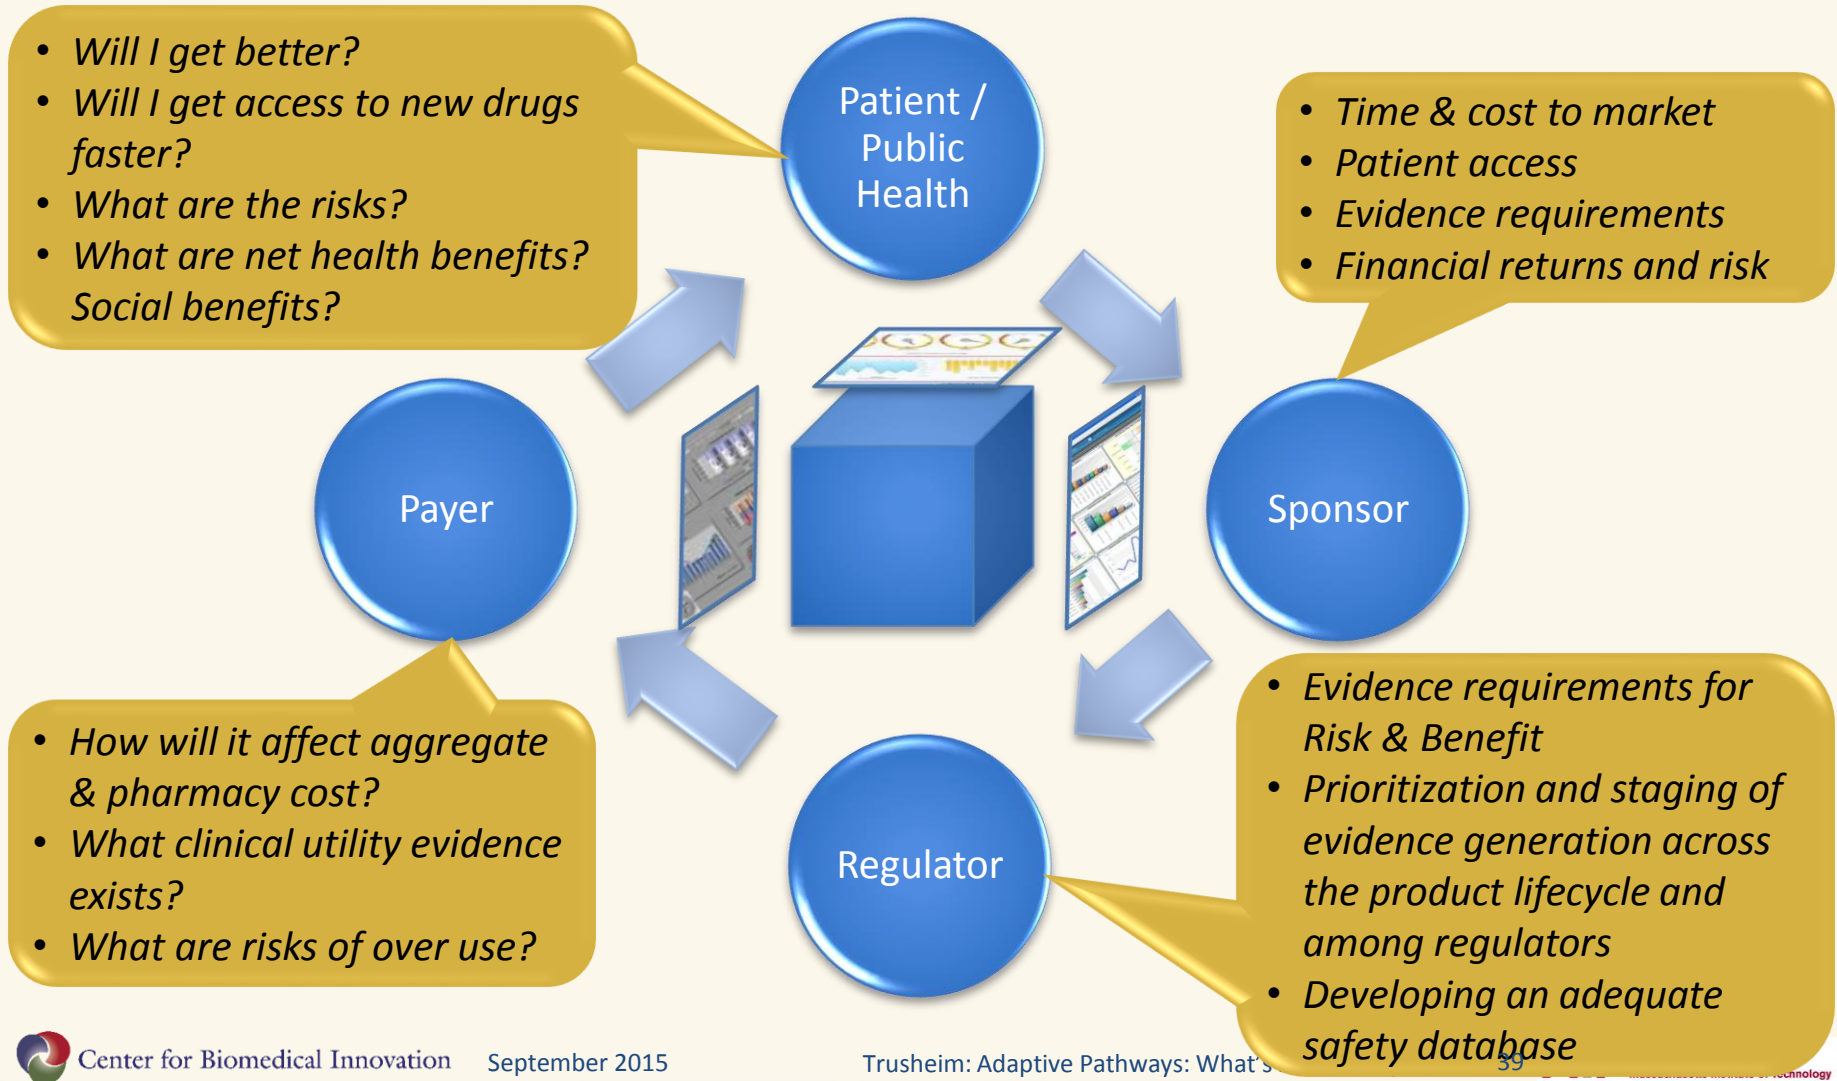 • Will I get better?
• Will I get access to new drugs
faster?
• What are the risks?
• What are net health benefits?
Social benefits?
Patient /
Public
Health
• Time & cost to market
• Patient access
• Evidence requirements
• Financial returns and risk
Payer
Sponsor
• How will it affect aggregate
& pharmacy cost?
• What clinical utility evidence
exists?
• What are risks of over use?
Regulator
• Evidence requirements for
Risk & Benefit
• Prioritization and staging of
evidence generation across
the product lifecycle and
among regulators
• Developing an adequate
safety database
Center for Biomedical Innovation
September 2015
Trusheim: Adaptive Pathways: What's
39